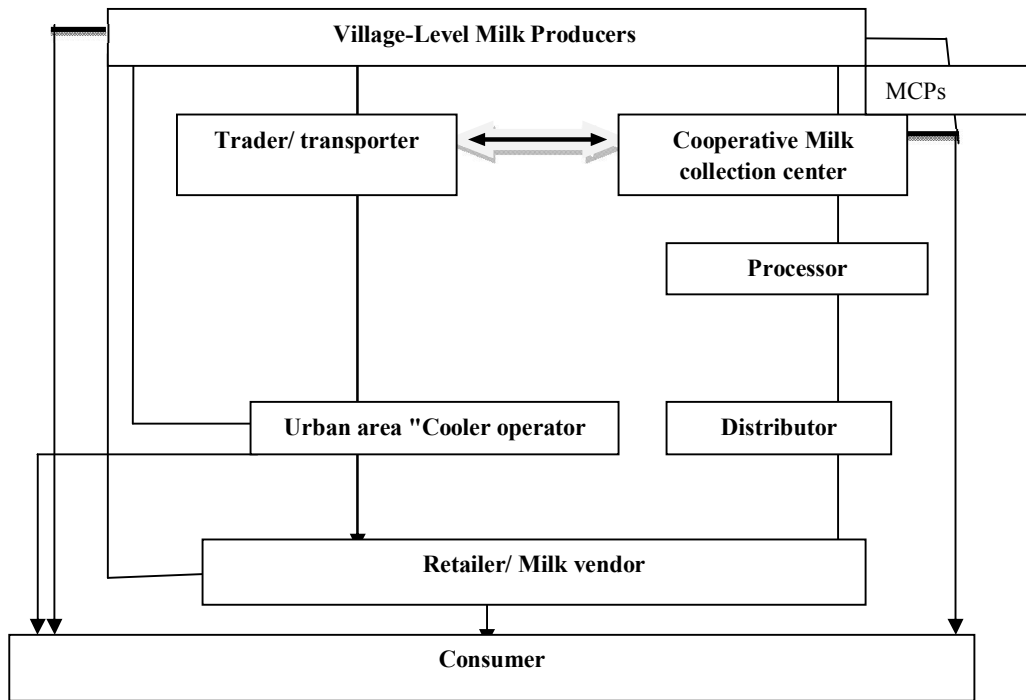 Village-Level Milk Producers
MCPs
Trader/ transporter
Cooperative Milk
collection center
Processor
Urban area "Cooler operator
Distributor
Retailer/ Milk vendor
Consumer